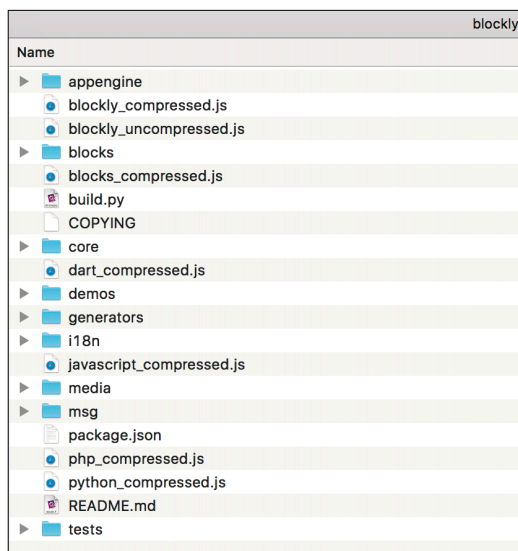 blockly
Name
appengine
blockly_compressed.js
blockly_uncompressed.js
blocks
blocks_compressed.js
build.py
COPYING
core
dart_compressed.js
demos
generators
i18n
javascript_compressed.js
media
msg
package.json
php_compressed.js
python_compressed.js
README.md
tests